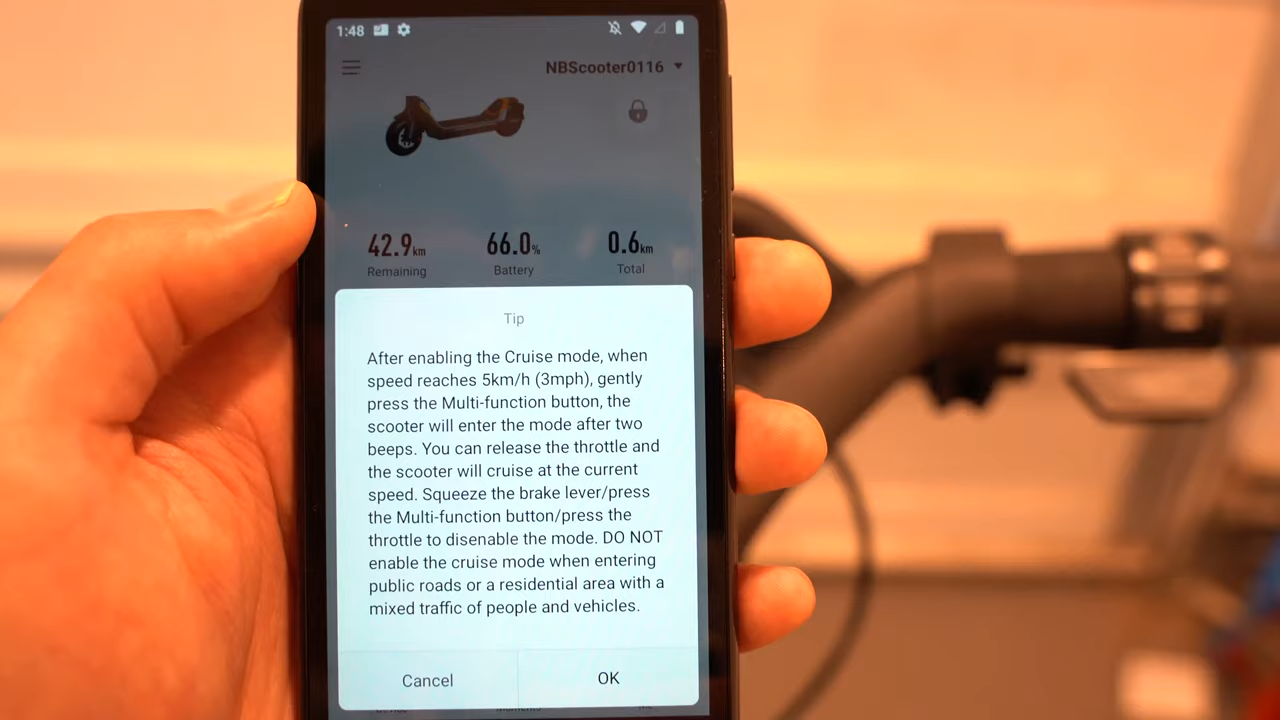 1:48
NBScooter0116
42.9km 66.0% 0.6km
Remaining Battery Total
Tip
After enabling the Cruise mode, when
speed reaches 5km/h (3mph), gently
press the Multi-function button, the
scooter will enter the mode after two
beeps. You can release the throttle and
the scooter will cruise at the current
speed. Squeeze the brake lever/press
the Multi-function button/press the
throttle to disenable the mode. DO NOT
enable the cruise mode when entering
public roads or a residential area with a
mixed traffic of people and vehicles.
Cancel OK